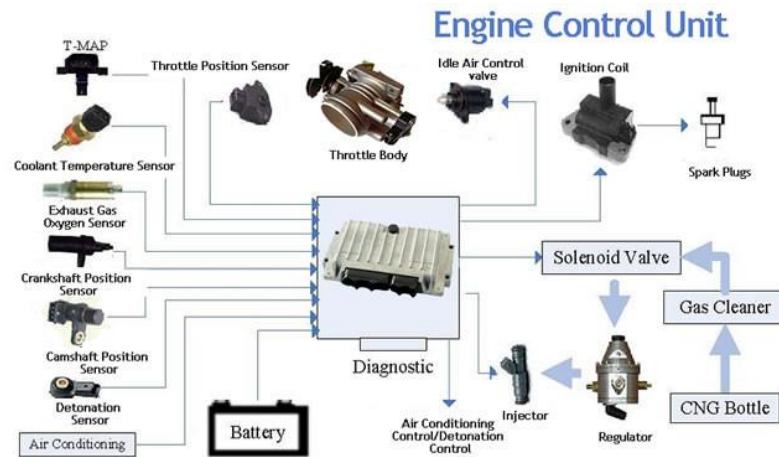 Engine Control Unit
T-MAP
Throttle Position Sensor
Idle Air Control
valve
Ignition Coil
Throttle Body
Spark Plugs
Coolant Temperature Sensor
Exhaust Gas
Oxygen Sensor
Crankshaft Position
Sensor
Solenoid Valve
Gas Cleaner
Camshaft Position
Sensor
Diagnostic
Detonation
Sensor
Injector
Regulator
CNG Bottle
Air Conditioning
Battery
Air Conditioning
Control/Detonation
Control